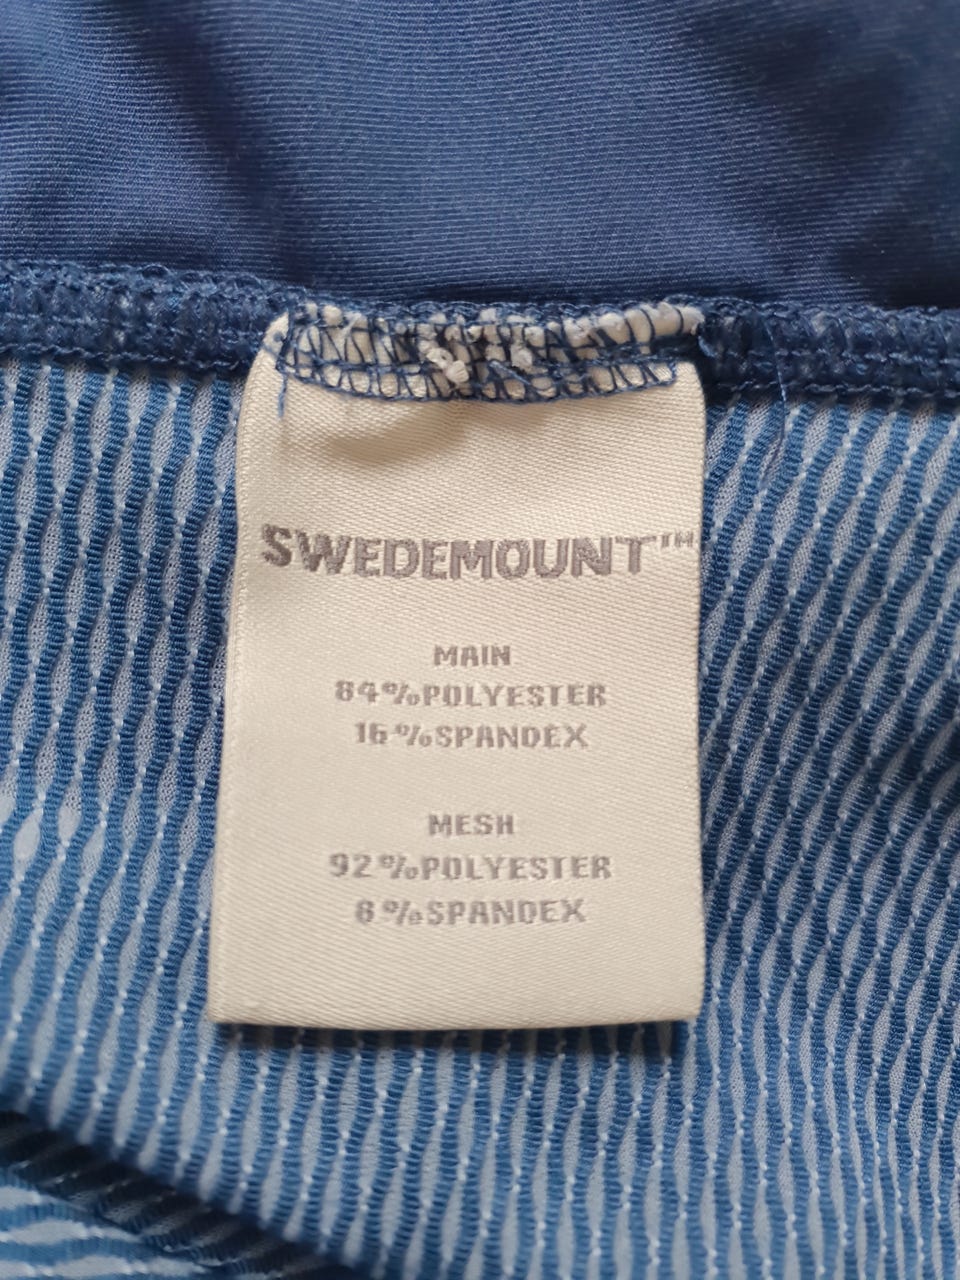 SWEDEMOUNT™
MAIN
84%POLYESTER
16%SPANDEX
MESH
92%POLYESTER
8%SPANDEX